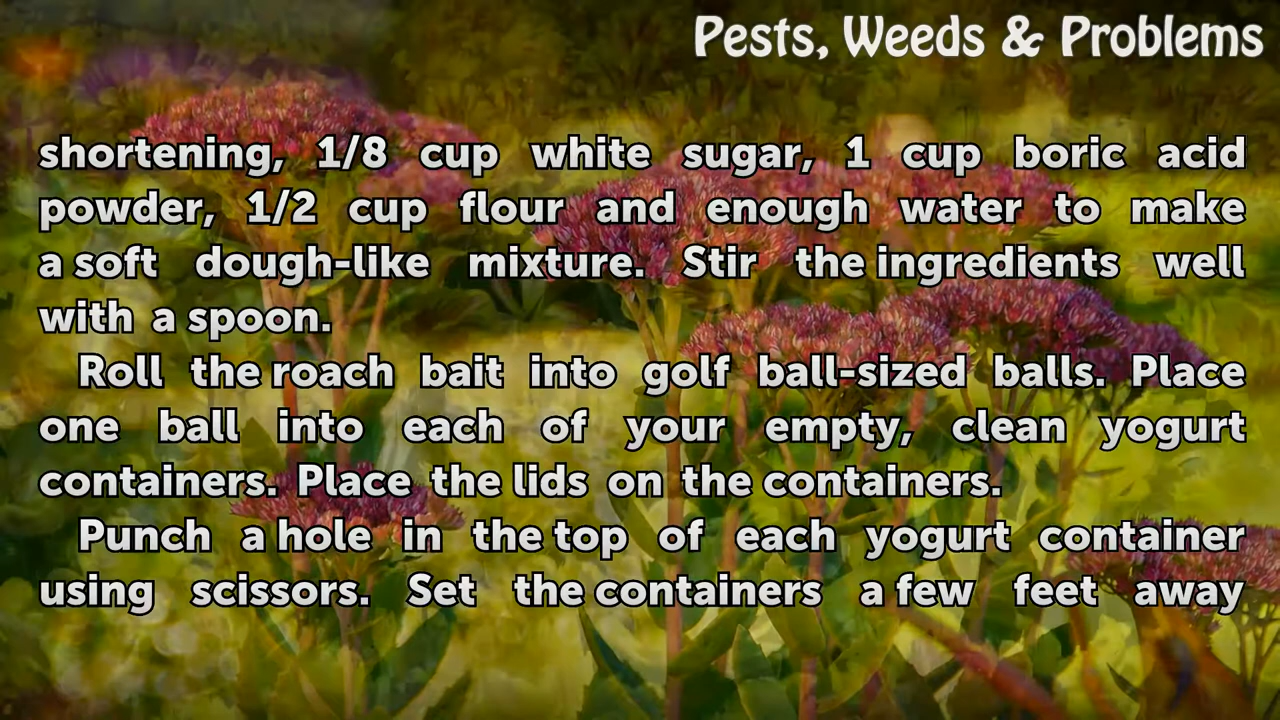 Pests, Weeds & Problems
shortening, 1/8 cup white sugar, 1 cup boric acid
powder, 1/2 cup flour and enough water to make
a soft dough-like mixture. Stir the ingredients well
with a spoon.
Roll the roach bait into golf ball-sized balls. Place
one ball into each of your empty, clean yogurt
containers. Place the lids on the containers.
Punch a hole in the top of each yogurt container
using scissors. Set the containers a few feet away